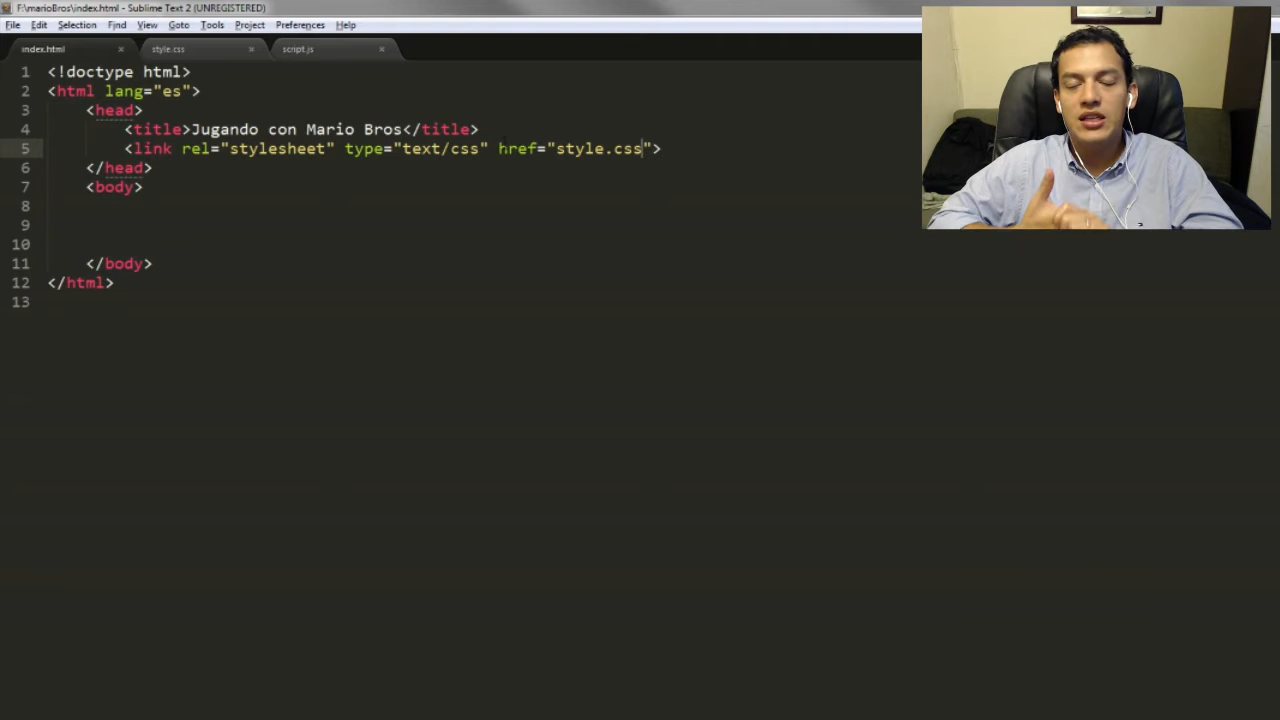 F:\marioBros\index.html - Sublime Text 2 (UNREGISTERED)
File Edit Selection Find View Goto Tools Project Preferences Help
index.html × style.css × script.js ×
1 <!doctype html>
2 <html lang="es">
3 <head>
4 <title>Jugando con Mario Bros</title>
5 <link rel="stylesheet" type="text/css" href="style.css">
6 </head>
7 <body>
8
9
10
11 </body>
12 </html>
13